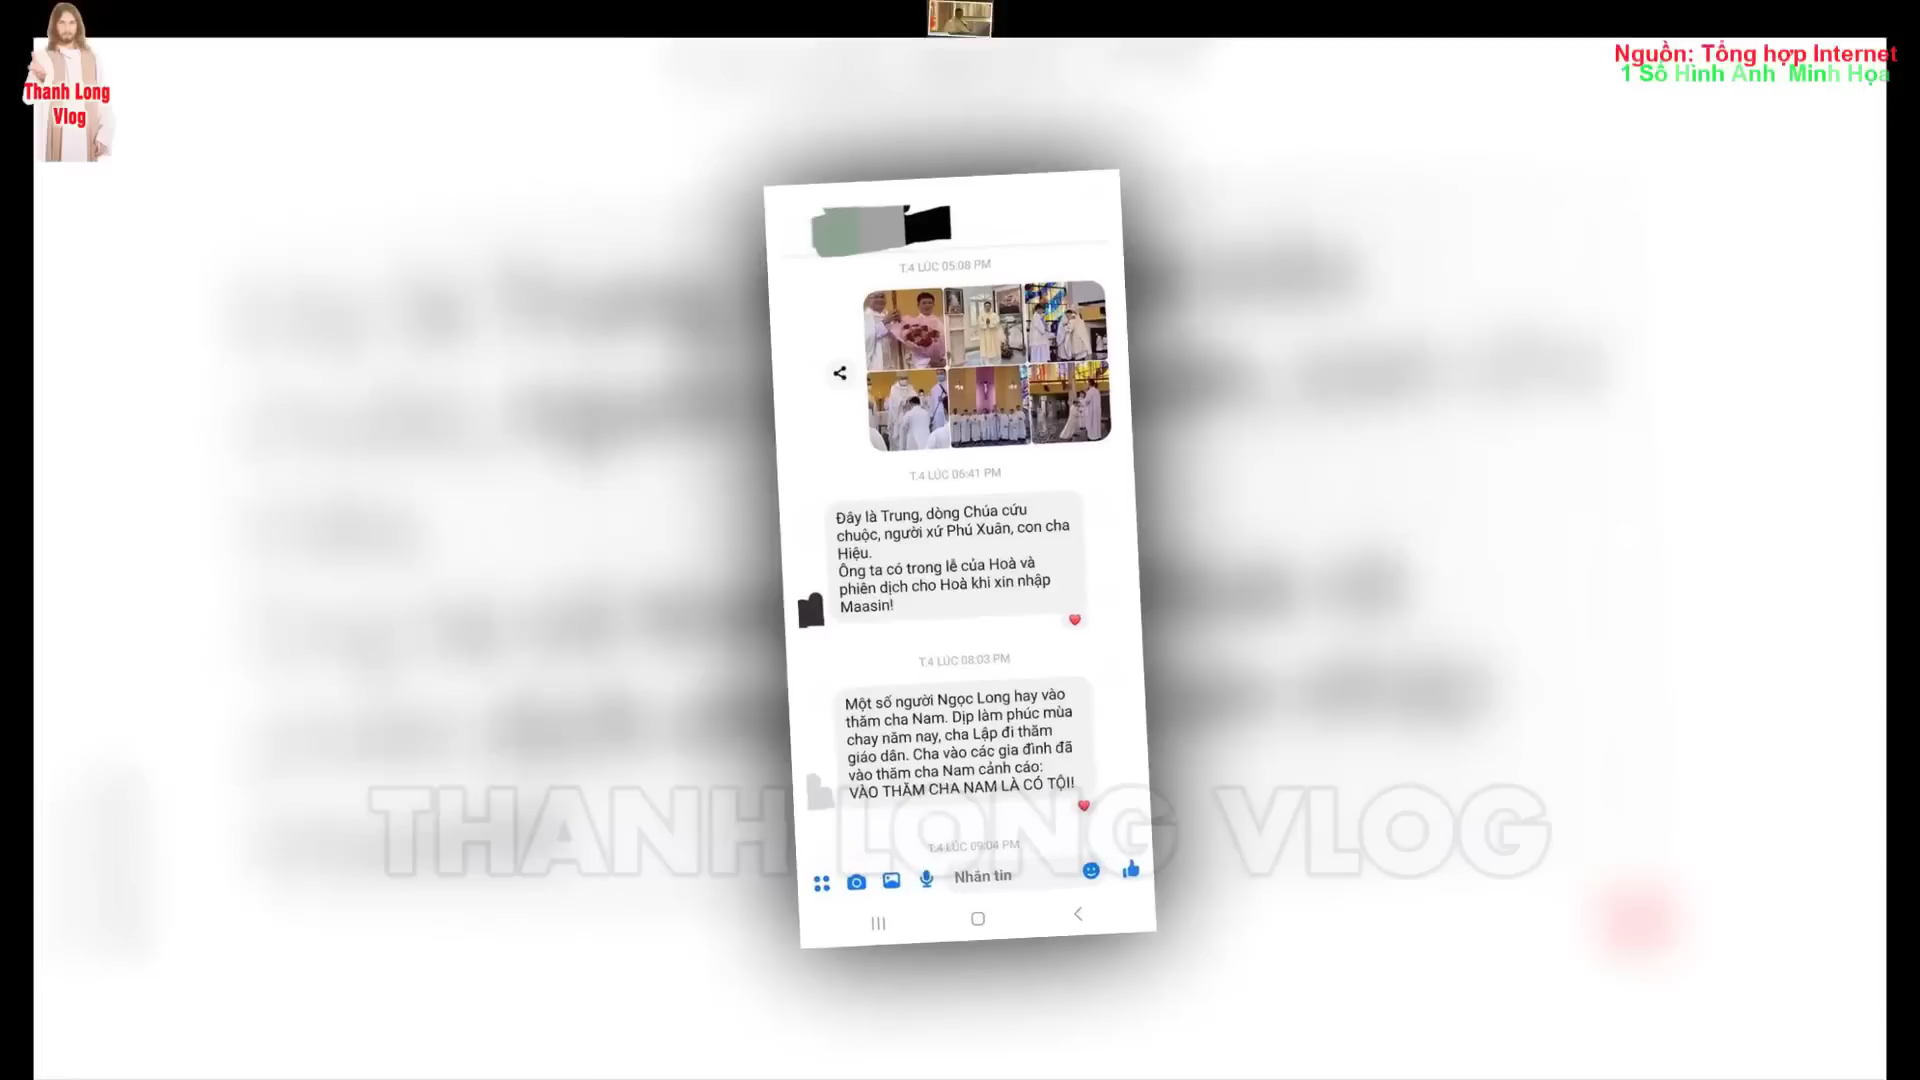 Thanh Long
Vlog
Nguồn: Tổng hợp Internet
1 Số Hình Ảnh Minh Họa
T.4 LÚC 05:08 PM
T.4 LÚC 06:41 PM
Đây là Trung, dòng Chúa cứu
chuộc, người xứ Phú Xuân, con cha
Hiệu.
Ông ta có trong lễ của Hoà và
phiên dịch cho Hoà khi xin nhập
Maasin!
T.4 LÚC 08:03 PM
Một số người Ngọc Long hay vào
thăm cha Nam. Dịp làm phúc mùa
chay năm nay, cha Lập đi thăm
giáo dân. Cha vào các gia đình đã
vào thăm cha Nam cảnh cáo:
VÀO THĂM CHA NAM LÀ CÓ TỘI!
THANH LONG VLOG
T.4 LÚC 09:04 PM
Nhắn tin